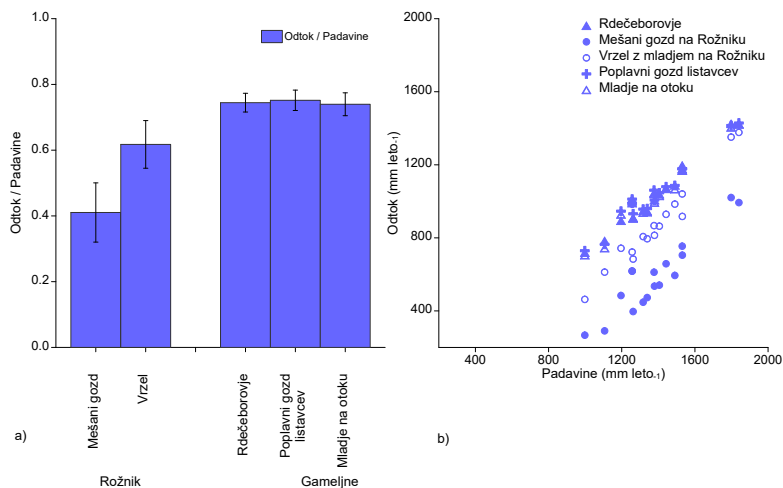 Odtok / Padavine
1.0
0.8
0.6
0.4
0.2
0.0
Odtok / Padavine
Mešani gozd
Vrzel
Rdečeborovje
Poplavni gozd
listavcev
Mladje na otoku
a)
Rožnik
Gameljne
Rdečeborovje
Mešani gozd na Rožniku
Vrzel z mladjem na Rožniku
Poplavni gozd listavcev
Mladje na otoku
2000
1600
1200
800
400
Odtok (mm leto-1)
400
800
1200
1600
2000
Padavine (mm leto-1)
b)